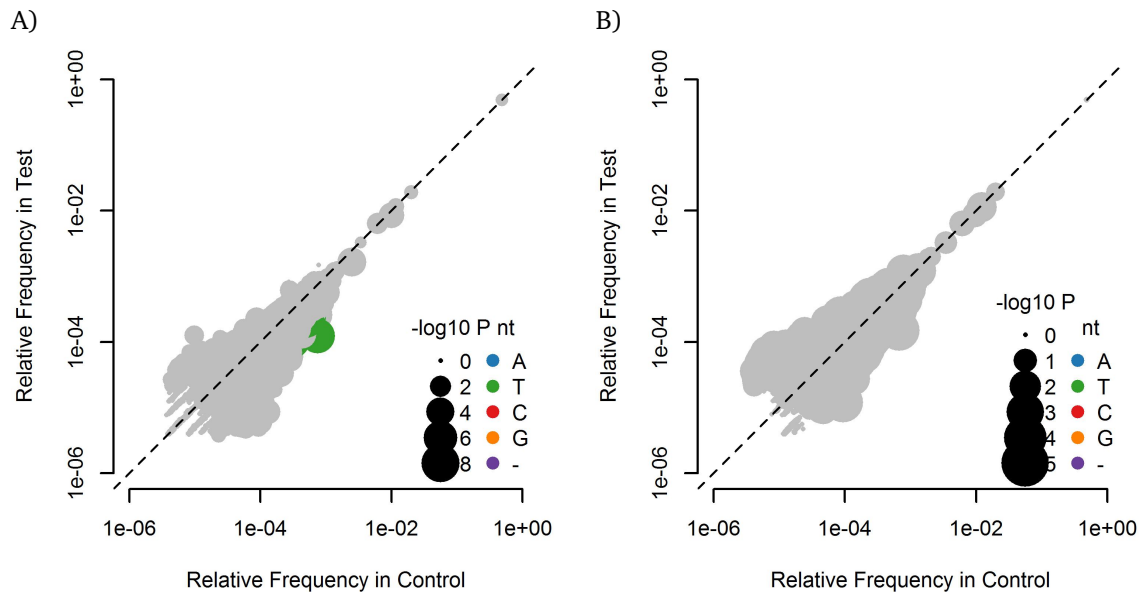 A)
Relative Frequency in Test
1e+00
1e-02
1e-04
1e-06
1e-06 1e-04 1e-02 1e+00
Relative Frequency in Control
-log10 P nt
0 A
2 T
4 C
6 G
8 -
B)
Relative Frequency in Test
1e+00
1e-02
1e-04
1e-06
1e-06 1e-04 1e-02 1e+00
Relative Frequency in Control
-log10 P
nt
0
1 A
2 T
3 C
4 G
5 -